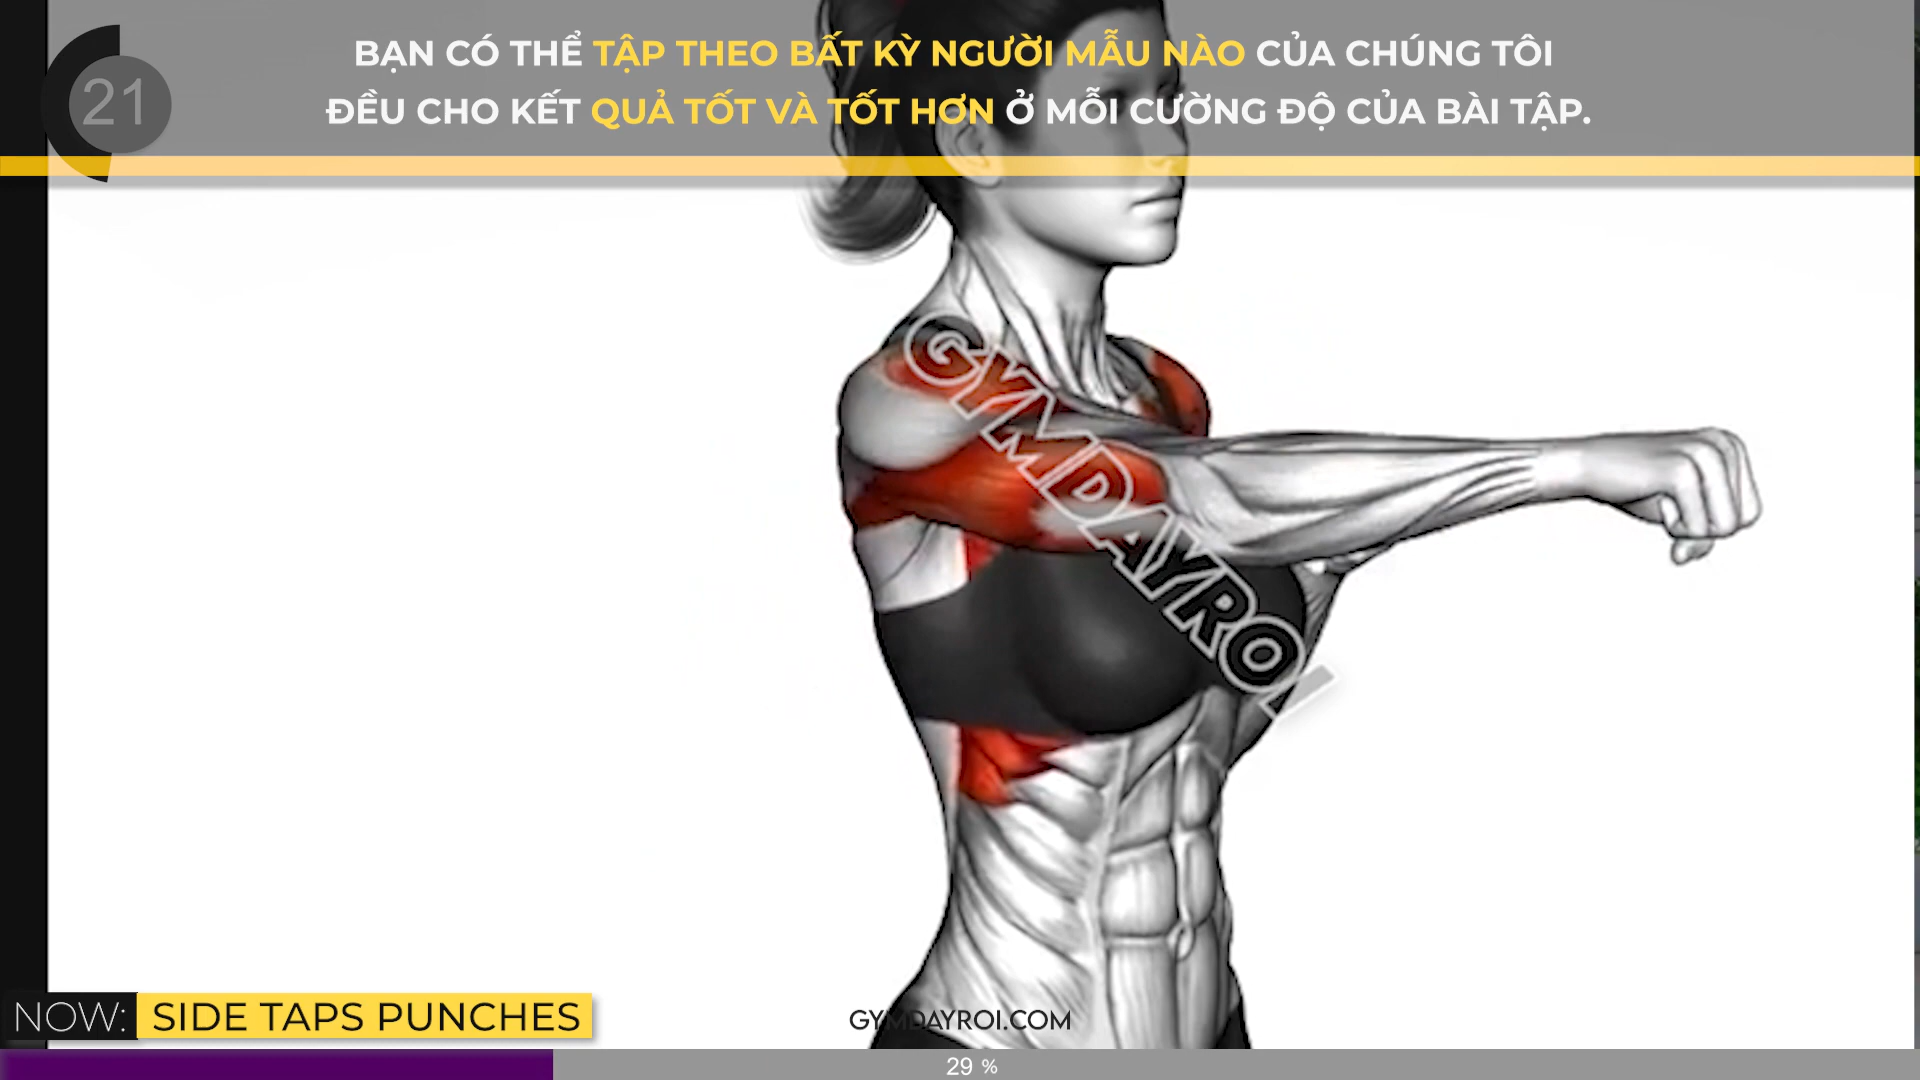 BẠN CÓ THỂ TẬP THEO BẤT KỲ NGƯỜI MẪU NÀO CỦA CHÚNG TÔI
ĐỀU CHO KẾT QUẢ TỐT VÀ TỐT HƠN Ở MỖI CƯỜNG ĐỘ CỦA BÀI TẬP.
21
GYMDAYROI
NOW: SIDE TAPS PUNCHES
GYMDAYROI.COM
29 %